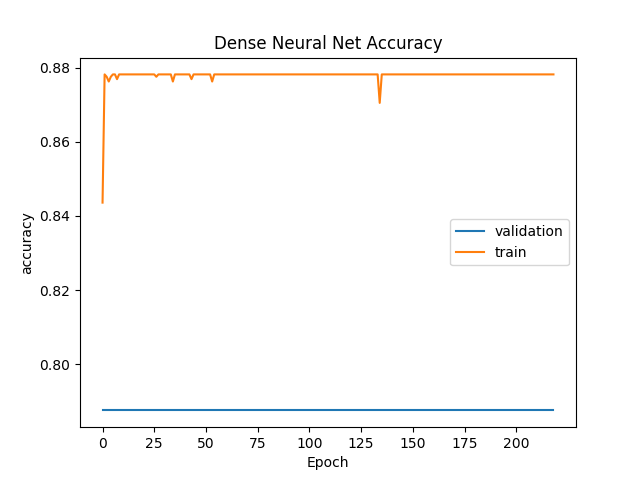 Dense Neural Net Accuracy
0.88
0.86
0.84
0.82
0.80
accuracy
validation
train
0 25 50 75 100 125 150 175 200
Epoch